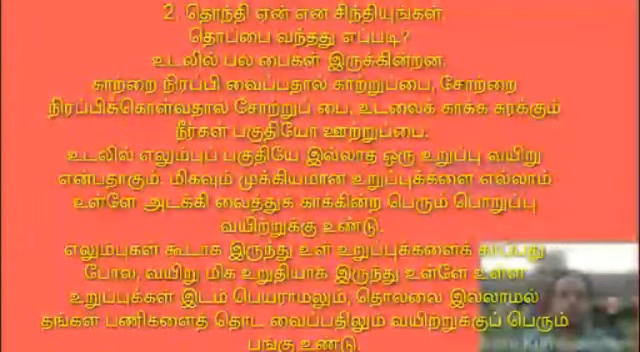 2. தொந்தி ஏன் என சிந்தியுங்கள்.
தொப்பை வந்தது எப்படி?
உடலில் பல பைகள் இருக்கின்றன.
காற்றை நிரப்பி வைப்பதால் காற்றுப்பை, சோற்றை
நிரப்பிக்கொள்வதால் சோற்றுப் பை, உடலைக் காக்க சுரக்கும்
நீர்கள் பகுதியோ ஊற்றுப்பை.
உடலில் எலும்புப் பகுதியே இல்லாத ஒரு உறுப்பு வயிறு
என்பதாகும். மிகவும் முக்கியமான உறுப்புக்களை எல்லாம்
உள்ளே அடக்கி வைத்துக் காக்கின்ற பெரும் பொறுப்பு
வயிற்றுக்கு உண்டு.
எலும்புகள் கூடாக இருந்து உள் உறுப்புக்களைக் காப்பது
போல, வயிறு மிக உறுதியாக இருந்து உள்ளே உள்ள
உறுப்புக்கள் இடம் பெயராமலும், தொல்லை இல்லாமல்
தங்கள் பணிகளைத் தொட வைப்பதிலும் வயிற்றுக்குப் பெரும்
பங்கு உண்டு.